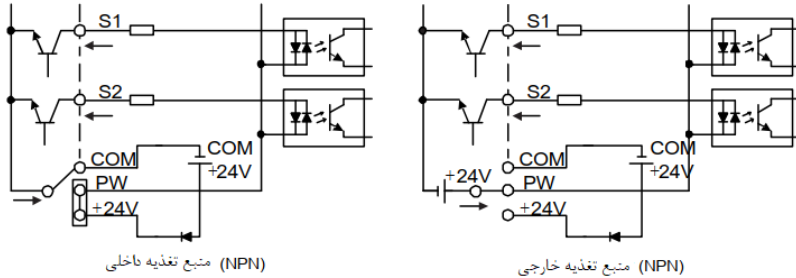 S1
S2
COM
COM
+24V
PW
+24V
منبع تغذیه داخلی (NPN)
S1
S2
COM
COM
+24V
+24V
PW
+24V
منبع تغذیه خارجی (NPN)